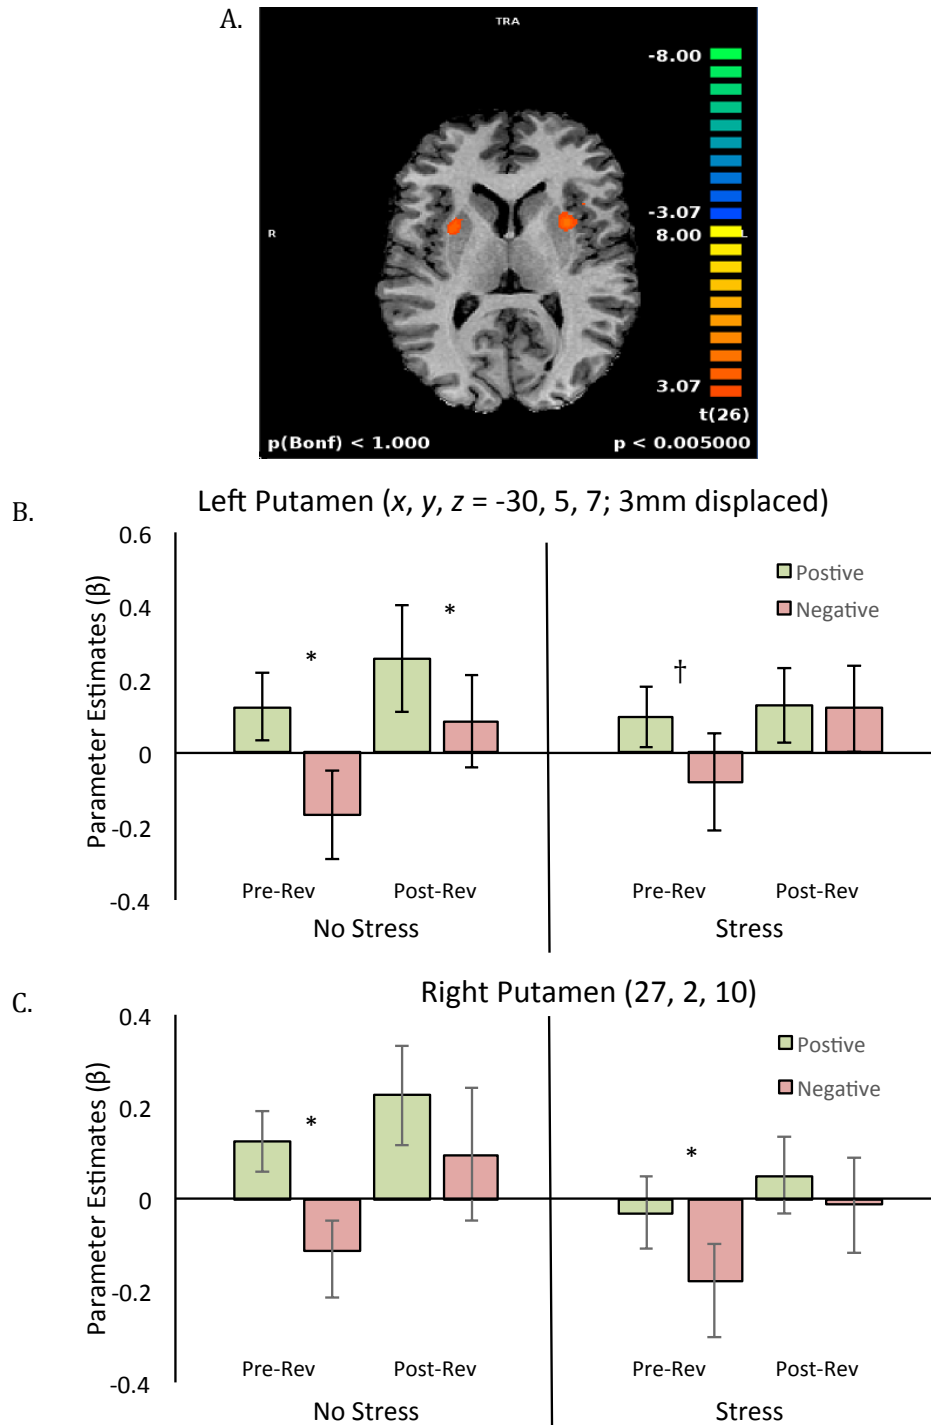 A.
TRA
-8.00
-3.07
8.00
R
L
3.07
t(26)
p(Bonf) < 1.000
p < 0.005000
B.
Left Putamen (x, y, z = -30, 5, 7; 3mm displaced)
Parameter Estimates (β)
0.6
0.4
0.2
0
-0.2
-0.4
*
*
†
Postive
Negative
Pre-Rev
Post-Rev
Pre-Rev
Post-Rev
No Stress
Stress
C.
Right Putamen (27, 2, 10)
Parameter Estimates (β)
0.4
0.2
0
-0.2
-0.4
*
*
Postive
Negative
Pre-Rev
Post-Rev
Pre-Rev
Post-Rev
No Stress
Stress